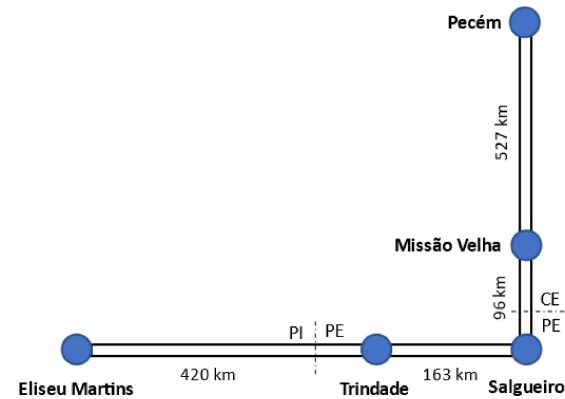 Pecém
527 km
Missão Velha
96 km
CE
PE
PI
PE
Eliseu Martins
420 km
Trindade
163 km
Salgueiro